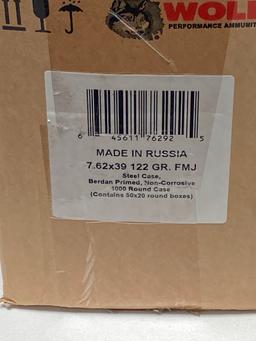 WOL
PERFORMANCE AMMUNIT
6 45611 76292 5
MADE IN RUSSIA
7.62x39 122 GR. FMJ
Steel Case,
Berdan Primed, Non-Corrosive
1000 Round Case
(Contains 50x20 round boxes)